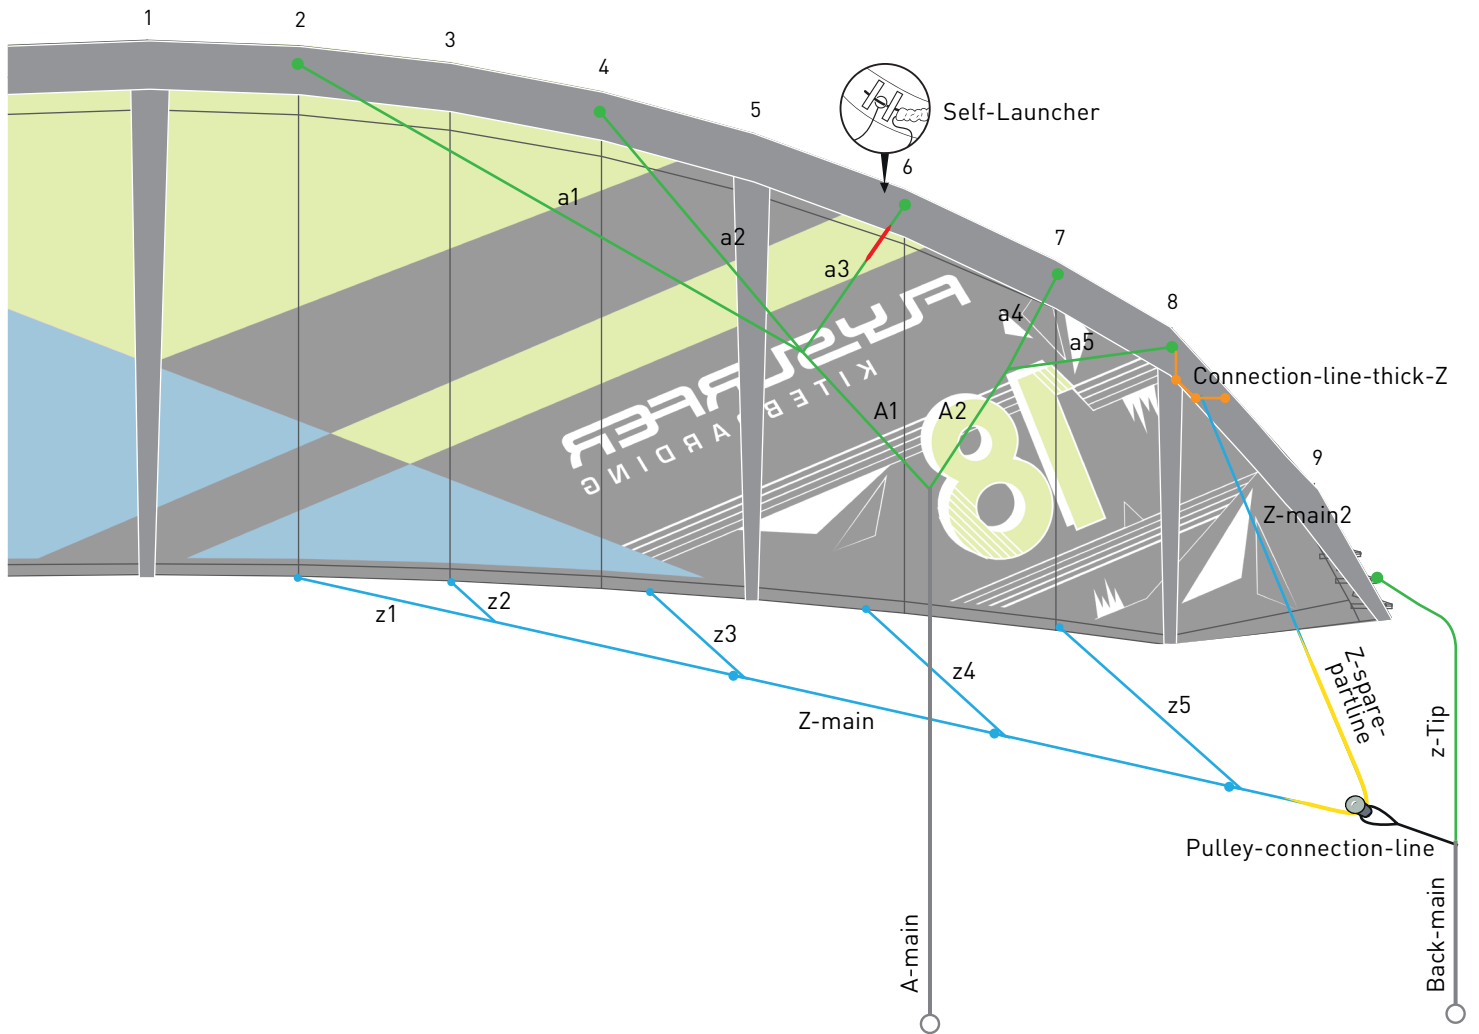 1
2
3
4
5
6
7
8
9
Self-Launcher
a1
a2
a3
a4
a5
A1
A2
Connection-line-thick-Z
FLYSURFER
KITEBOARDING
18
Z-main2
z1
z2
z3
z4
z5
Z-main
Z-spare-
partline
z-Tip
Pulley-connection-line
A-main
Back-main